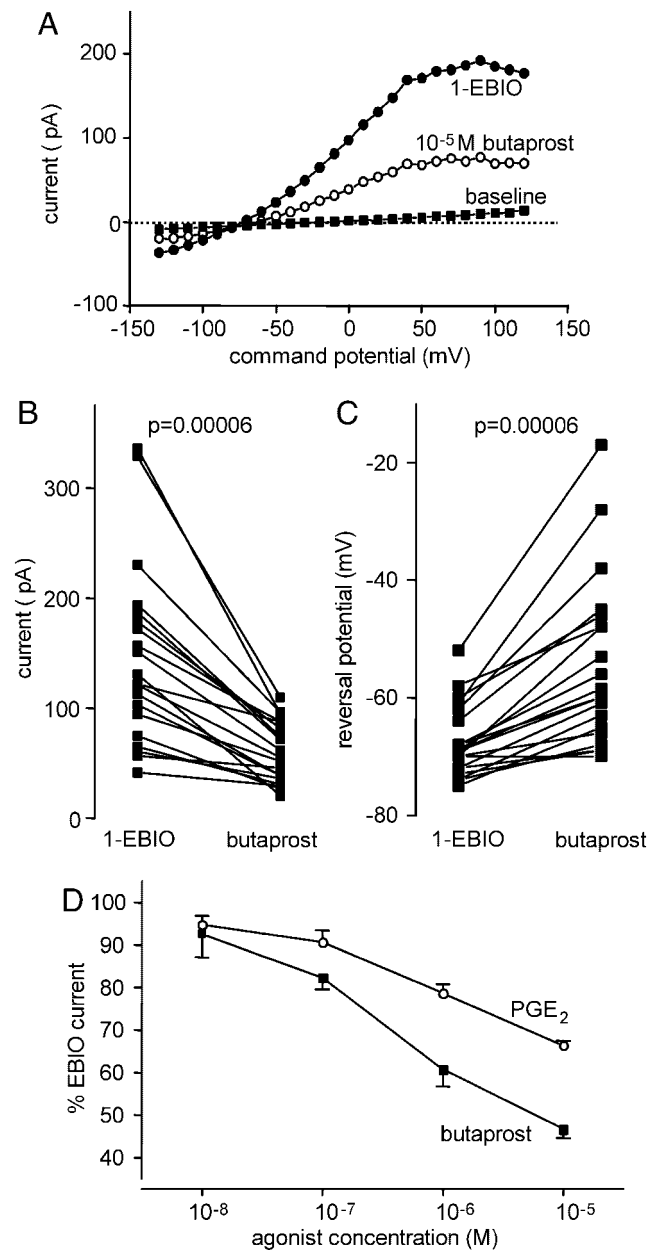 A
200
100
0
-100
current ( pA)
1-EBIO
10-5 M butaprost
baseline
-150 -100 -50 0 50 100 150
command potential (mV)
B
p=0.00006
300
200
100
0
current ( pA)
1-EBIO butaprost
C
p=0.00006
-20
-40
-60
-80
reversal potential (mV)
1-EBIO butaprost
D
100
90
80
70
60
50
40
% EBIO current
PGE2
butaprost
10-8 10-7 10-6 10-5
agonist concentration (M)